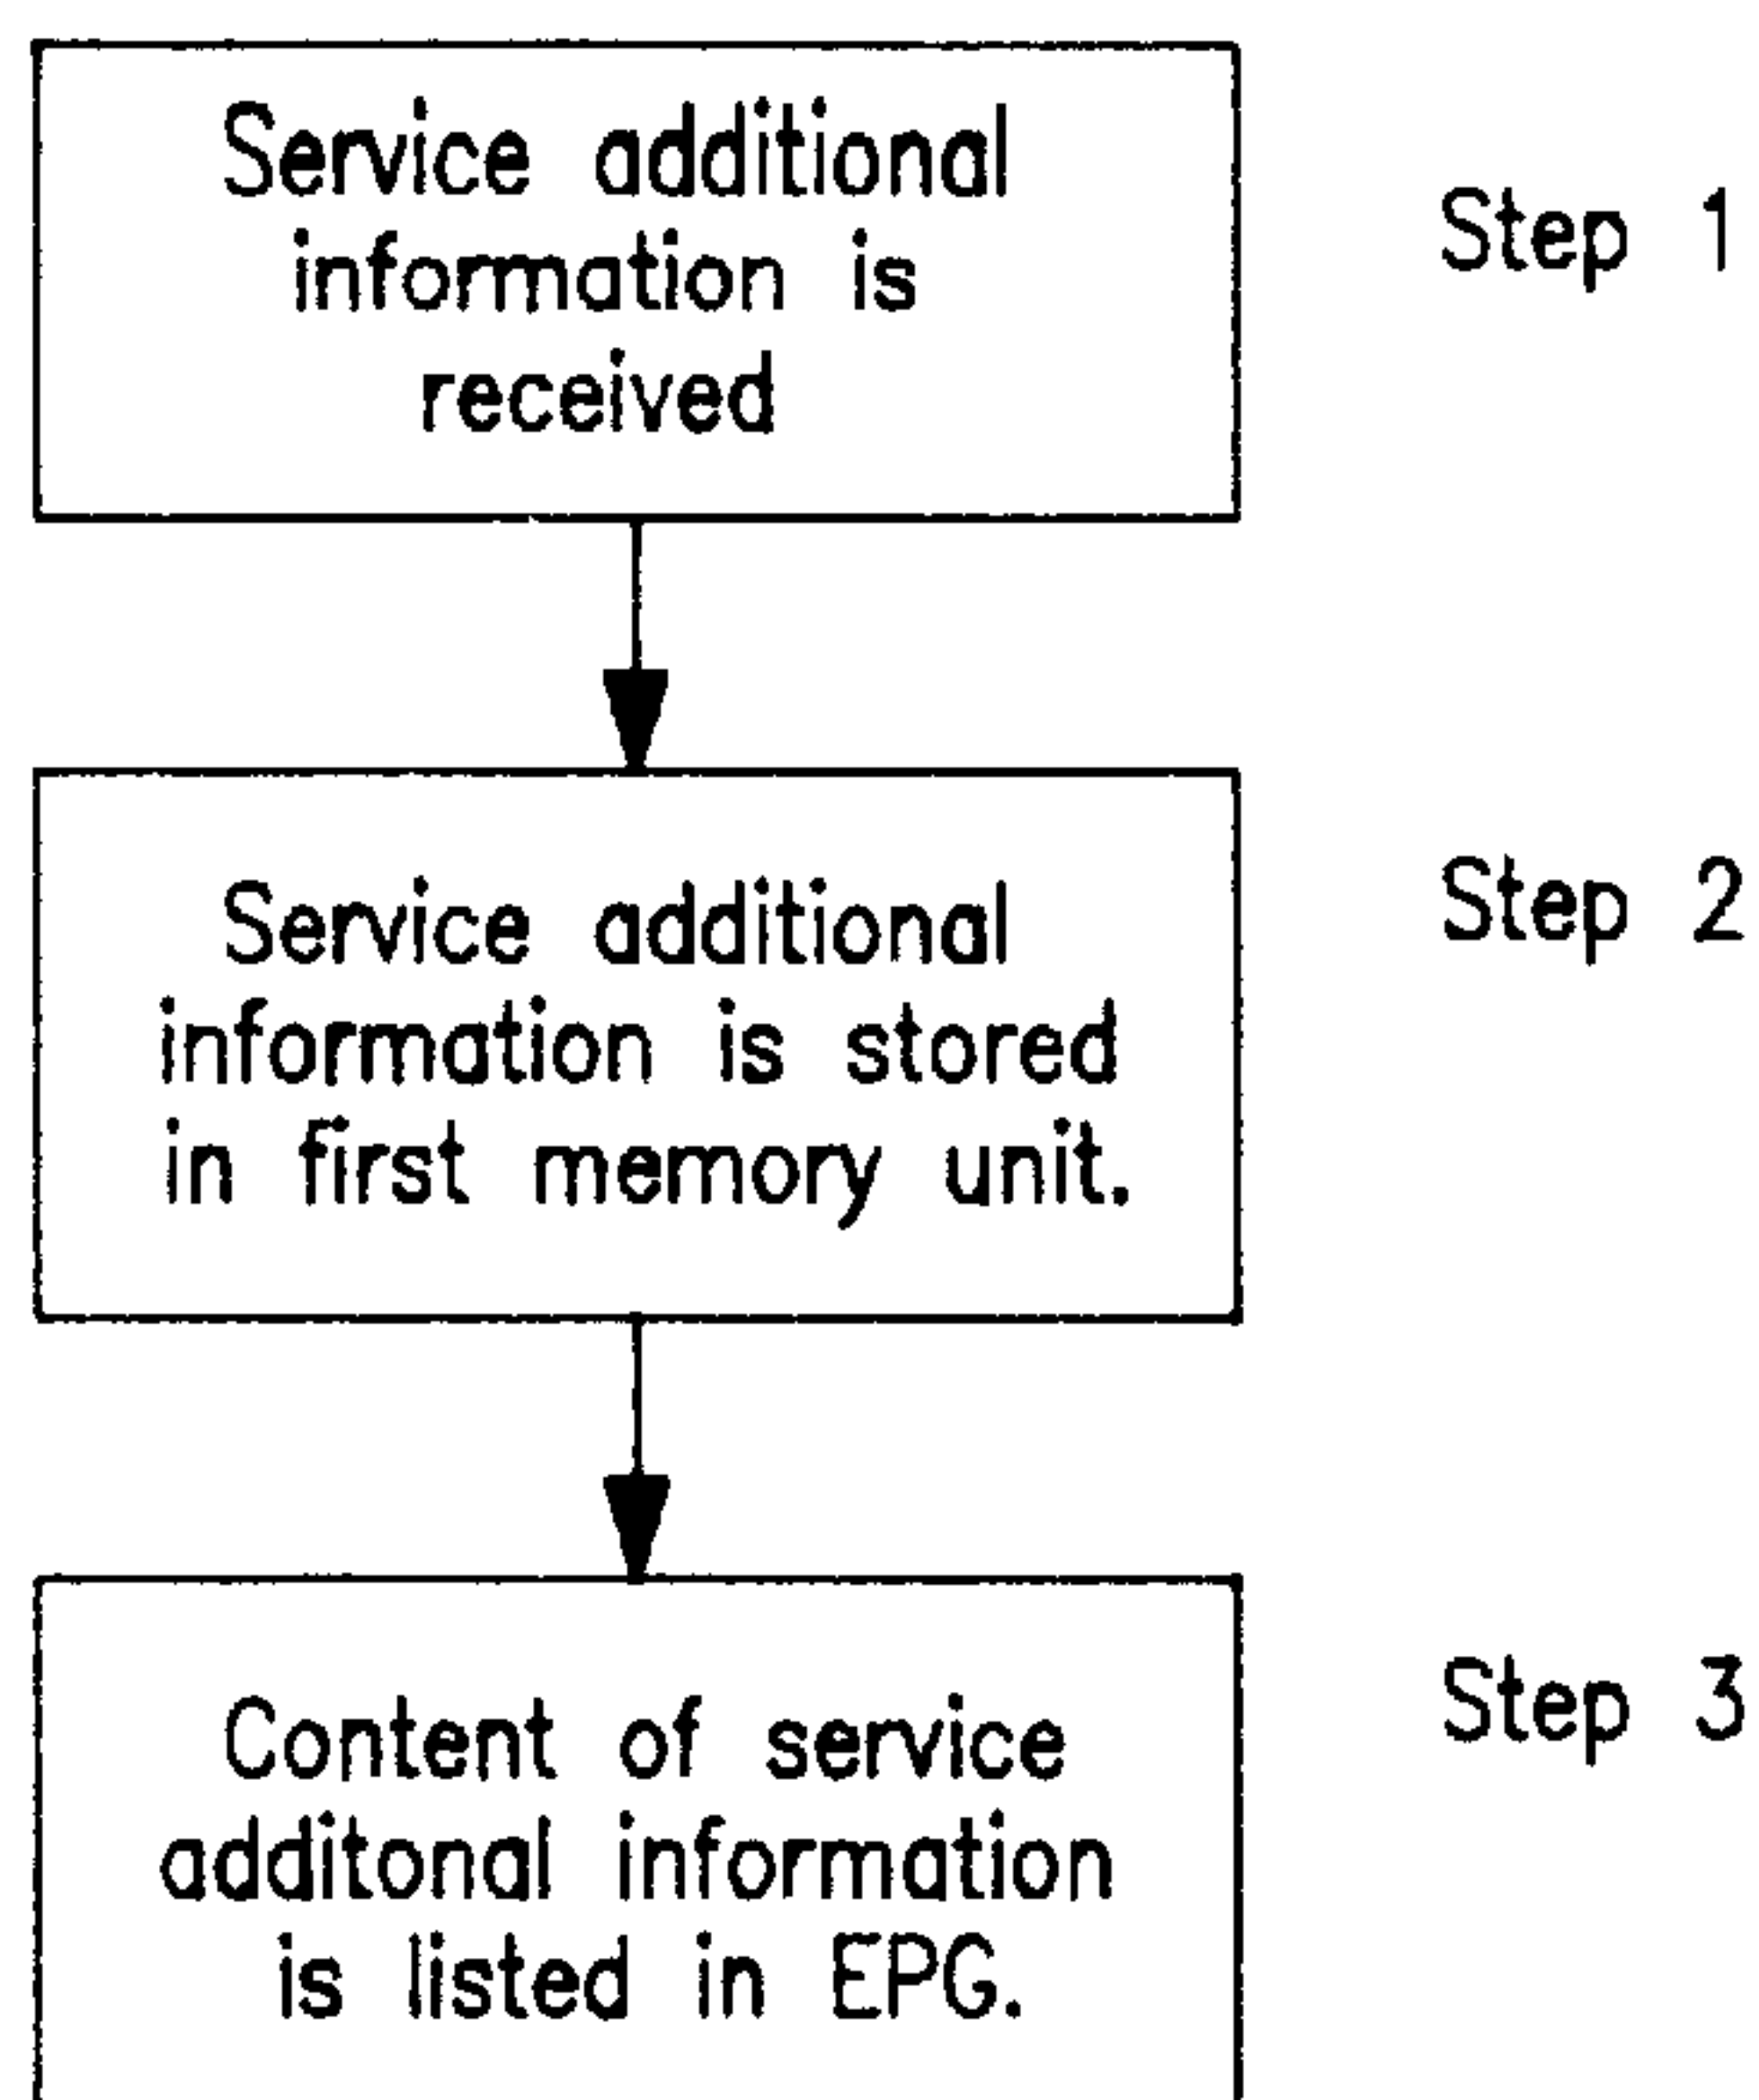 Service additional
information is
received
Step 1
Service additional
information is stored
in first memory unit.
Step 2
Content of service
additonal information
is listed in EPG.
Step 3